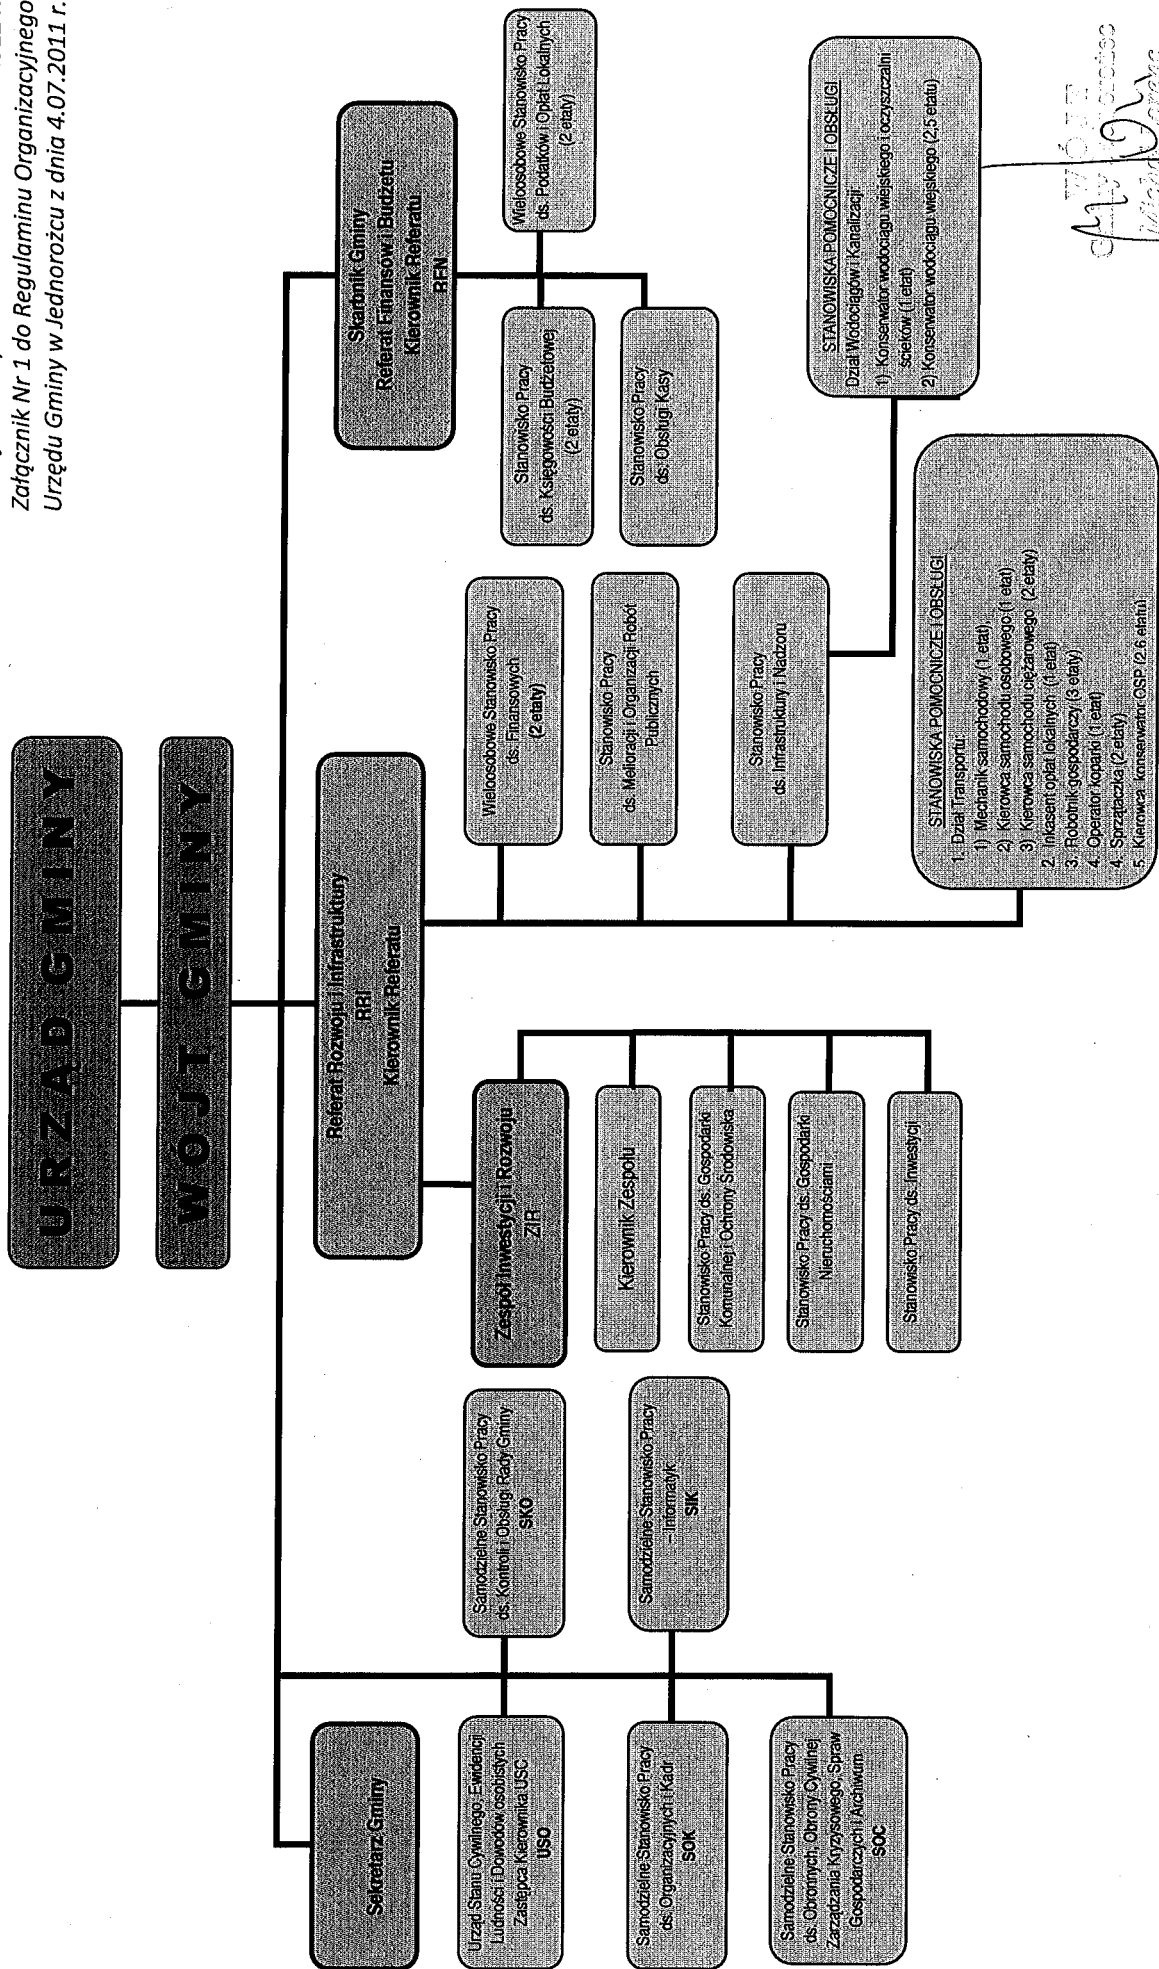 Załącznik Nr 1 do Regulaminu Organizacyjnego
Urzędu Gminy w Jednorożcu z dnia 4.07.2011 r.
URZĄD GMINY
WÓJT GMINY
Sekretarz Gminy
Urząd Stanu Cywilnego, Ewidencji
Ludności i Dowodów osobistych
Zastępca Kierownika USC
USO
Samodzielne Stanowisko Pracy
ds. Organizacyjnych i Kadr
SOK
Samodzielne Stanowisko Pracy
ds. Obronnych, Obrony Cywilnej
Zarządzania Kryzysowego, Spraw
Gospodarczych i Archiwum
SOC
Samodzielne Stanowisko Pracy
ds. Kontroli i Obsługi Rady Gminy
SKO
Samodzielne Stanowisko Pracy
– Informatyk
SIK
Referat Rozwoju i Infrastruktury
RRI
Kierownik Referatu
Zespół Inwestycji i Rozwoju
ZIR
Kierownik Zespołu
Stanowisko Pracy ds. Gospodarki
Komunalnej i Ochrony Środowiska
Stanowisko Pracy ds. Gospodarki
Nieruchomościami
Stanowisko Pracy ds. Inwestycji
Wieloosobowe Stanowisko Pracy
ds. Finansowych
(2 etaty)
Stanowisko Pracy
ds. Melioracji i Organizacji Robót
Publicznych
Stanowisko Pracy
ds. Infrastruktury i Nadzoru
STANOWISKA POMOCNICZE I OBSŁUGI
1. Dział Transportu:
1) Mechanik samochodowy (1 etat)
2) Kierowca samochodu osobowego (1 etat)
3) Kierowca samochodu ciężarowego (2 etaty)
2. Inkasent opłat lokalnych (1 etat)
3. Robotnik gospodarczy (3 etaty)
4. Operator koparki (1 etat)
4. Sprzątaczka (2 etaty)
5. Kierowca konserwator OSP (2,6 etatu)
Skarbnik Gminy
Referat Finansów i Budżetu
Kierownik Referatu
RFN
Stanowisko Pracy
ds. Księgowości Budżetowej
(2 etaty)
Stanowisko Pracy
ds. Obsługi Kasy
Wieloosobowe Stanowisko Pracy
ds. Podatków i Opłat Lokalnych
(2 etaty)
STANOWISKA POMOCNICZE I OBSŁUGI
Dział Wodociągów i Kanalizacji
1) Konserwator wodociągu wiejskiego i oczyszczalni
ścieków (1 etat)
2) Konserwator wodociągu wiejskiego (2,5 etatu)
WÓJT